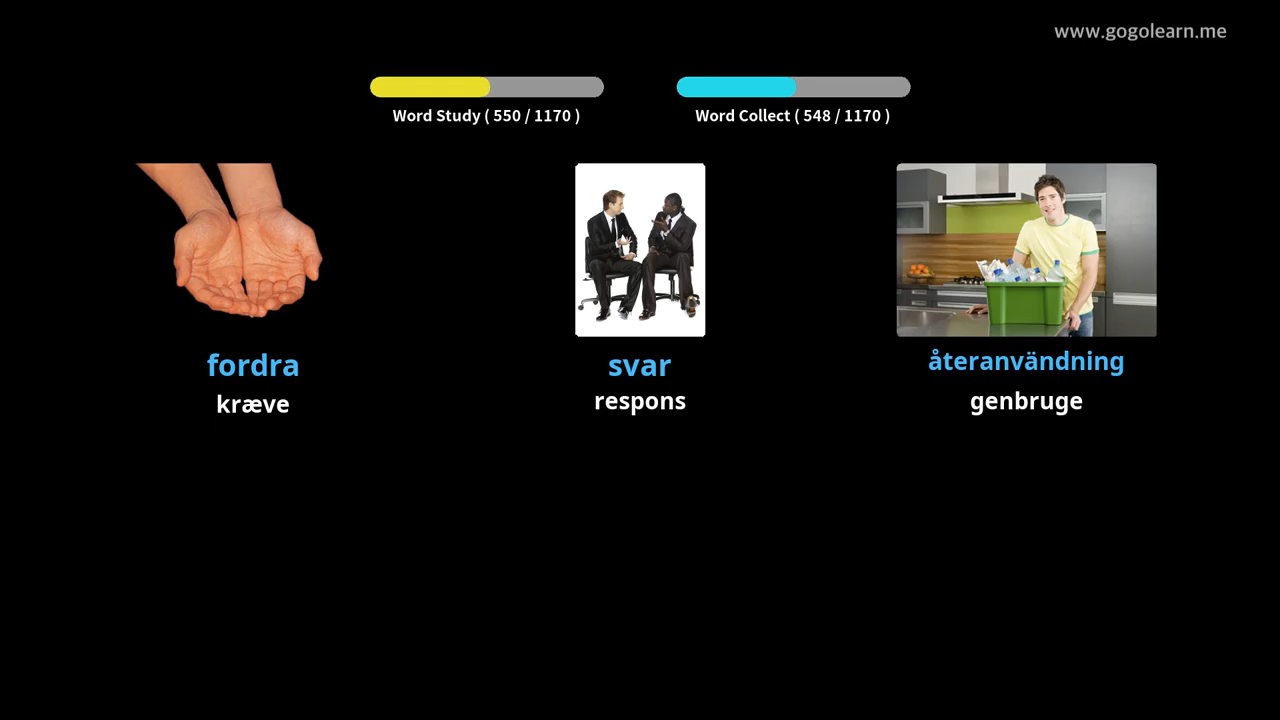 www.gogolearn.me
Word Study ( 550 / 1170 )
Word Collect ( 548 / 1170 )
fordra
kræve
svar
respons
återanvändning
genbruge